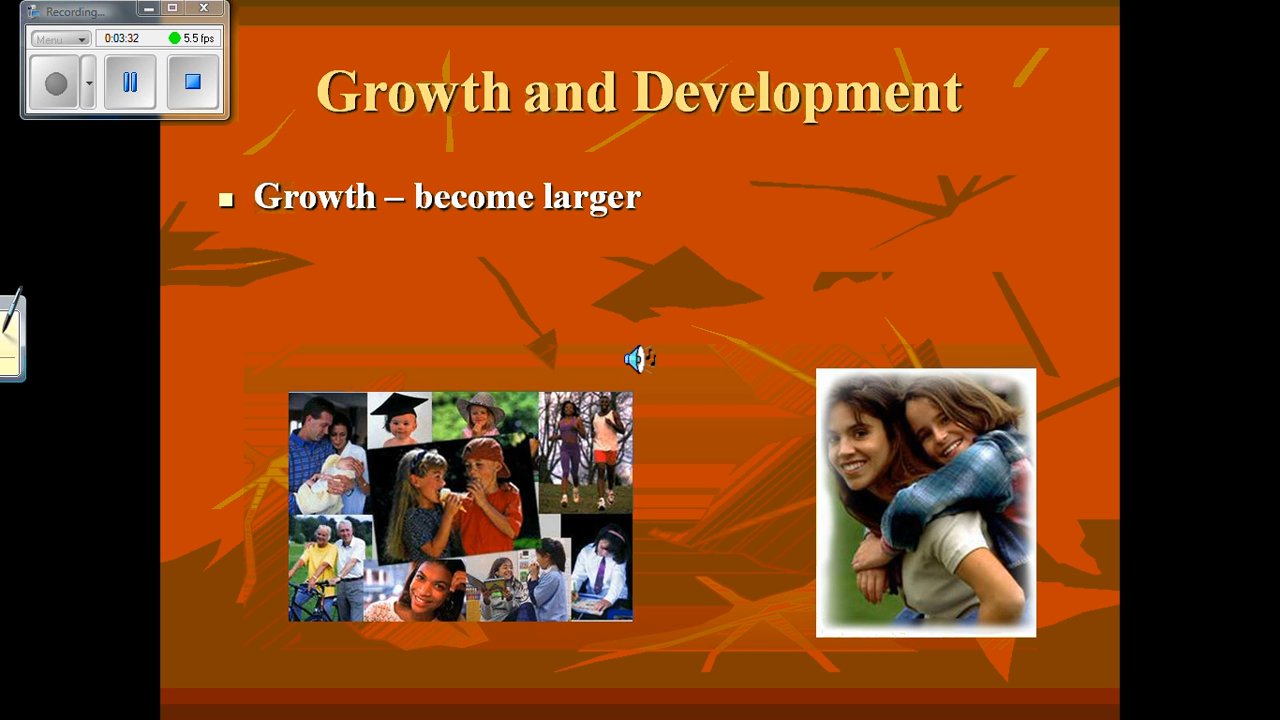 Recording...
Menu
0:03:32
5.5 fps
Growth and Development
Growth – become larger